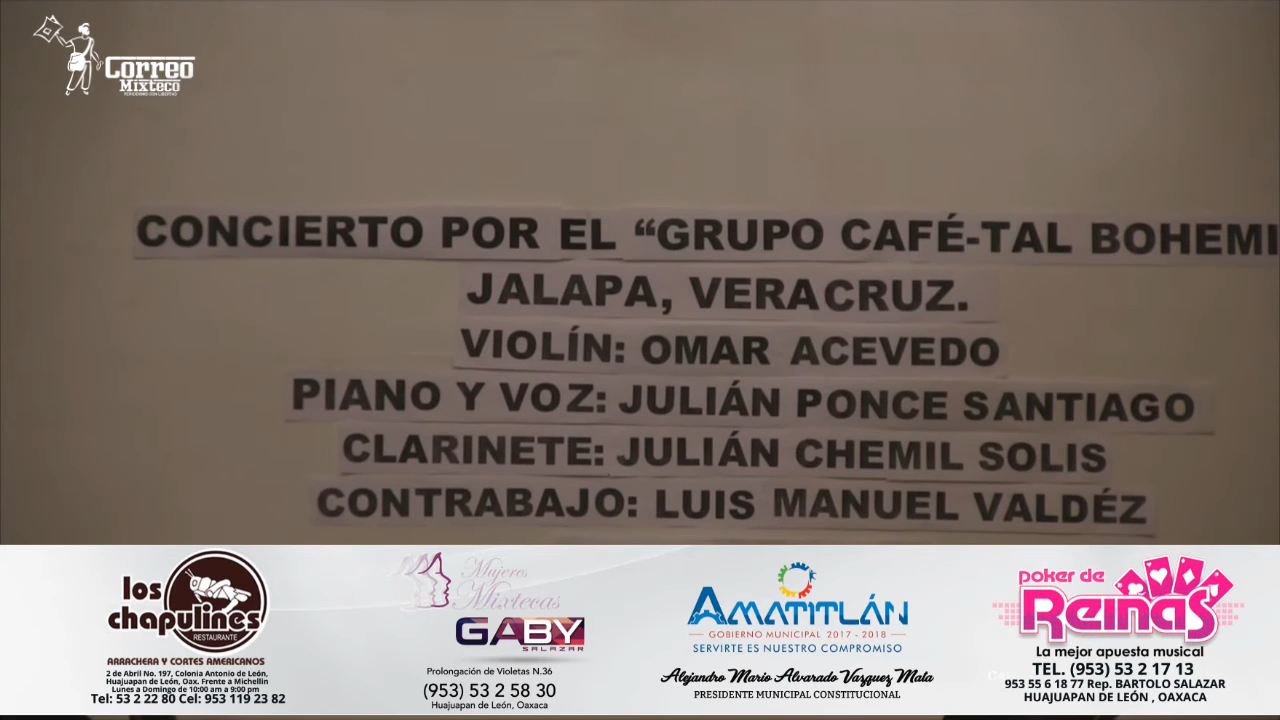 Correo
Mixteco
PERIODISMO CON LIBERTAD
CONCIERTO POR EL “GRUPO CAFÉ-TAL BOHEMI
JALAPA, VERACRUZ.
VIOLÍN: OMAR ACEVEDO
PIANO Y VOZ: JULIÁN PONCE SANTIAGO
CLARINETE: JULIÁN CHEMIL SOLIS
CONTRABAJO: LUIS MANUEL VALDÉZ
los
chapulines
RESTAURANTE
ARRACHERA Y CORTES AMERICANOS
2 de Abril No. 197, Colonia Antonio de León,
Huajuapan de León, Oax. Frente a Michellin
Lunes a Domingo de 10:00 am a 9:00 pm
Tel: 53 2 22 80 Cel: 953 119 23 82
Mujeres
Mixtecas
GABY
SALAZAR
Prolongación de Violetas N.36
(953) 53 2 58 30
Huajuapan de León, Oaxaca
AMATITLÁN
GOBIERNO MUNICIPAL 2017 - 2018
SERVIRTE ES NUESTRO COMPROMISO
Alejandro Mario Alvarado Vazquez Mata
PRESIDENTE MUNICIPAL CONSTITUCIONAL
poker de
Reinas
La mejor apuesta musical
TEL. (953) 53 2 17 13
953 55 6 18 77 Rep. BARTOLO SALAZAR
HUAJUAPAN DE LEÓN , OAXACA